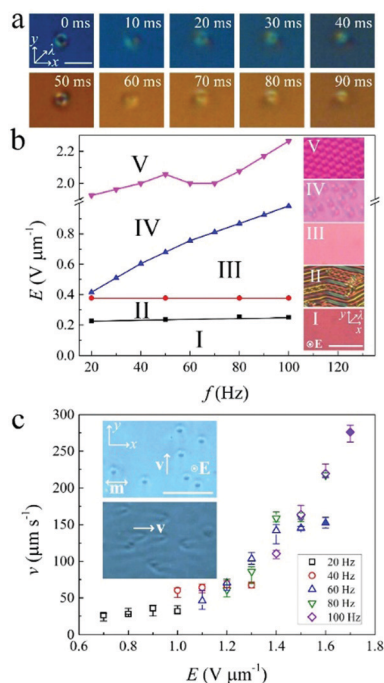 a
0 ms 10 ms 20 ms 30 ms 40 ms
y
λ
x
50 ms 60 ms 70 ms 80 ms 90 ms
b
2.2
2.0
0.8
0.6
0.4
0.2
0.0
E (V μm⁻¹)
V
IV
III
II
I
V
IV
III
II
I
y
λ
x
⊙E
20 40 60 80 100 120
f (Hz)
c
300
250
200
150
100
50
0
v (μm s⁻¹)
y
x
v
⊙E
m
v
20 Hz
40 Hz
60 Hz
80 Hz
100 Hz
0.6 0.8 1.0 1.2 1.4 1.6 1.8
E (V μm⁻¹)